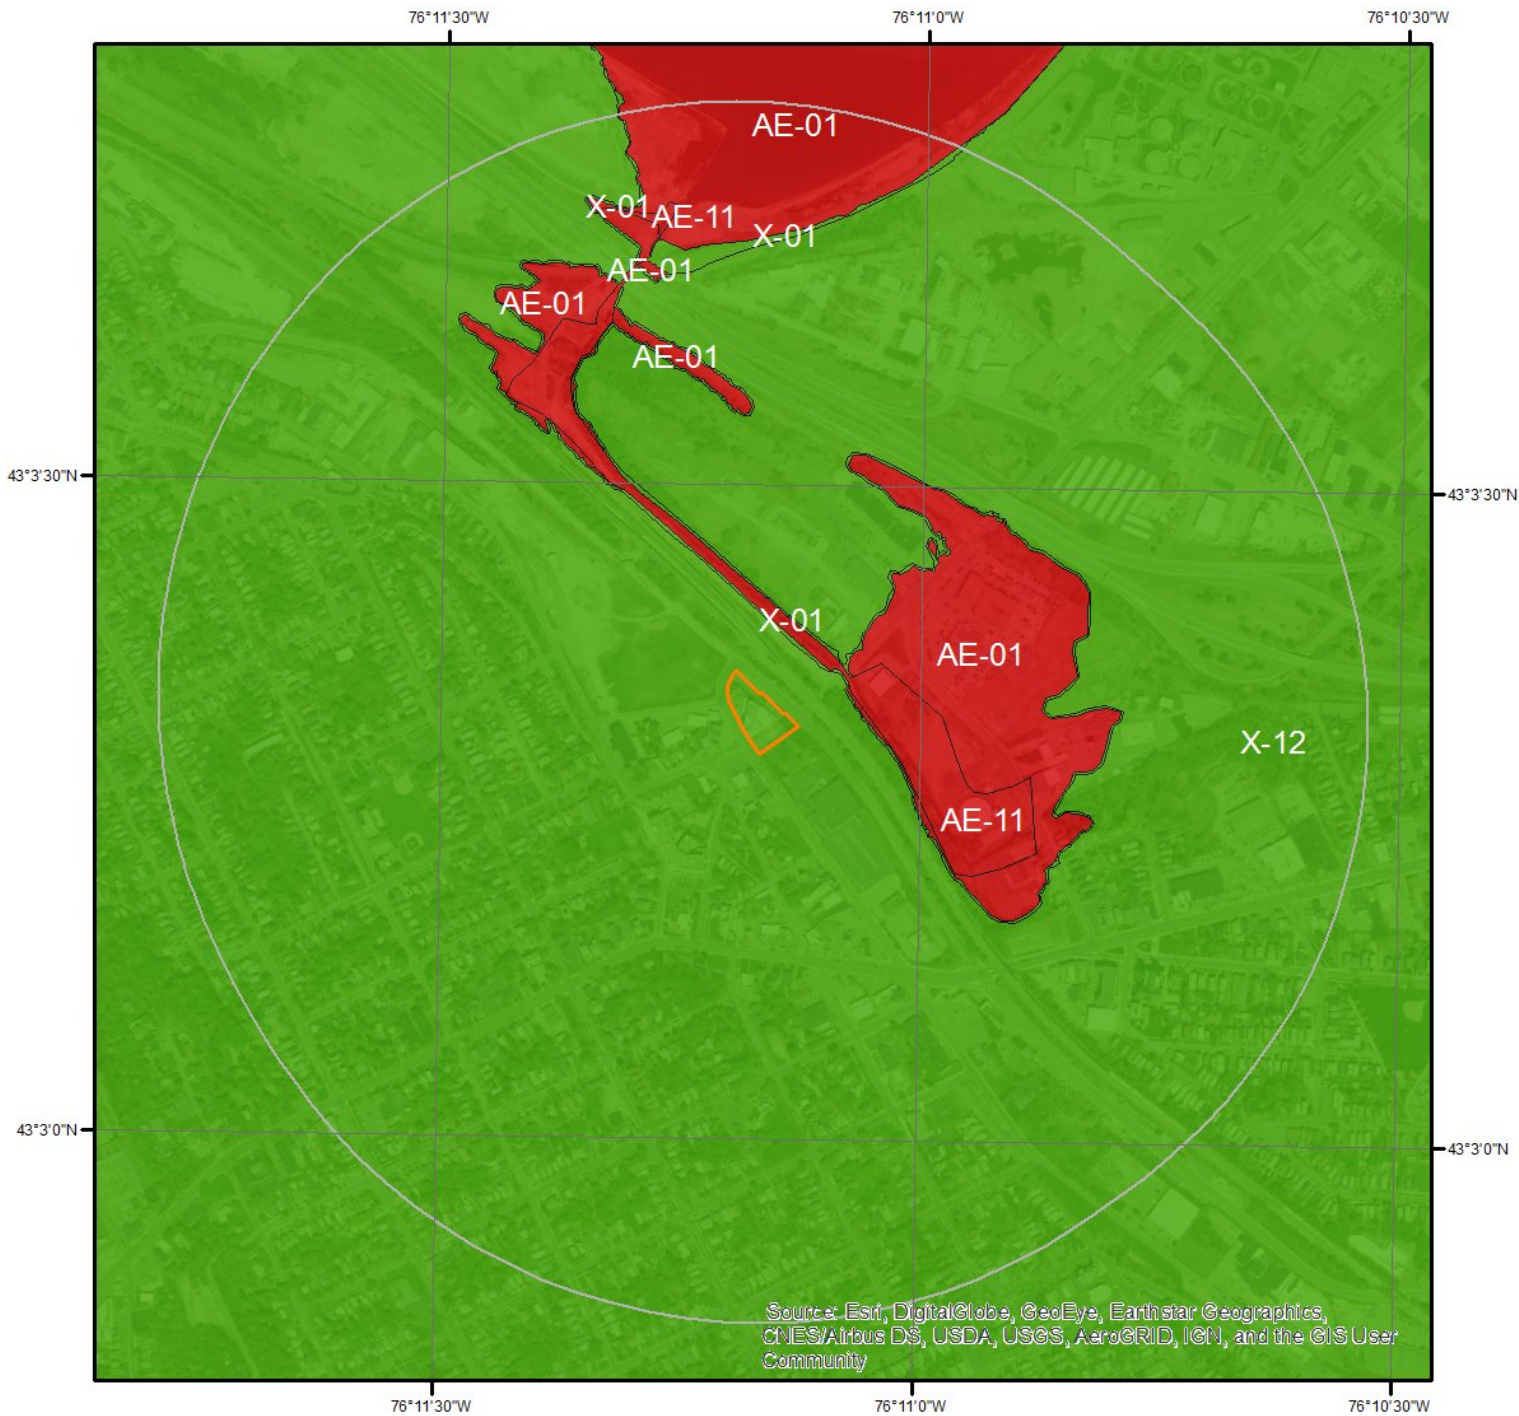 76°11'30"W
76°11'0"W
76°10'30"W
AE-01
X-01
AE-11
X-01
AE-01
AE-01
AE-01
43°3'30"N
43°3'30"N
X-01
AE-01
X-12
AE-11
43°3'0"N
43°3'0"N
Source: Esri, DigitalGlobe, GeoEye, Earthstar Geographics,
CNES/Airbus DS, USDA, USGS, AeroGRID, IGN, and the GIS User
Community
76°11'30"W
76°11'0"W
76°10'30"W